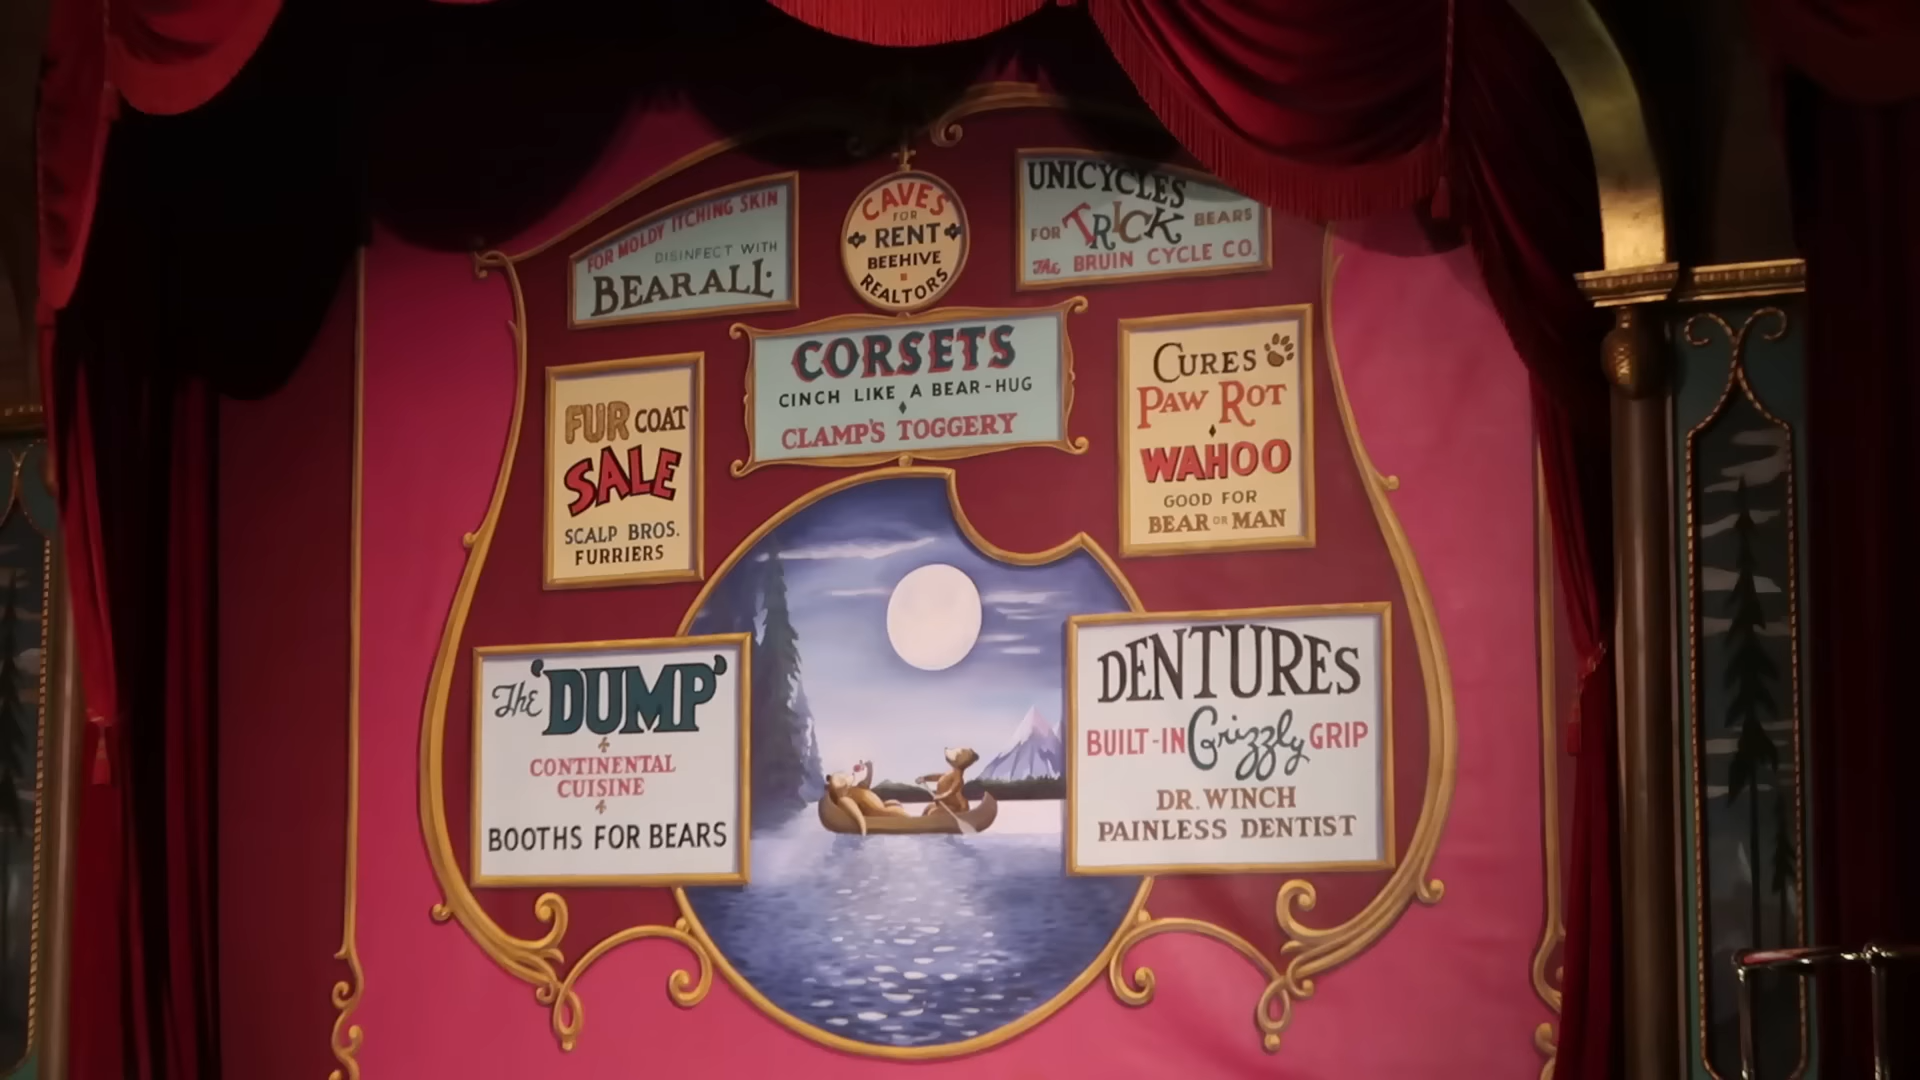 FOR MOLDY ITCHING SKIN
DISINFECT WITH
BEARALL
CAVES
FOR
RENT
BEEHIVE
REALTORS
UNICYCLES
FOR TRICK BEARS
The BRUIN CYCLE CO.
CORSETS
CINCH LIKE A BEAR-HUG
CLAMP'S TOGGERY
FUR COAT
SALE
SCALP BROS.
FURRIERS
CURES
PAW ROT
WAHOO
GOOD FOR
BEAR OR MAN
The 'DUMP'
CONTINENTAL
CUISINE
BOOTHS FOR BEARS
DENTURES
BUILT-IN Grizzly GRIP
DR. WINCH
PAINLESS DENTIST